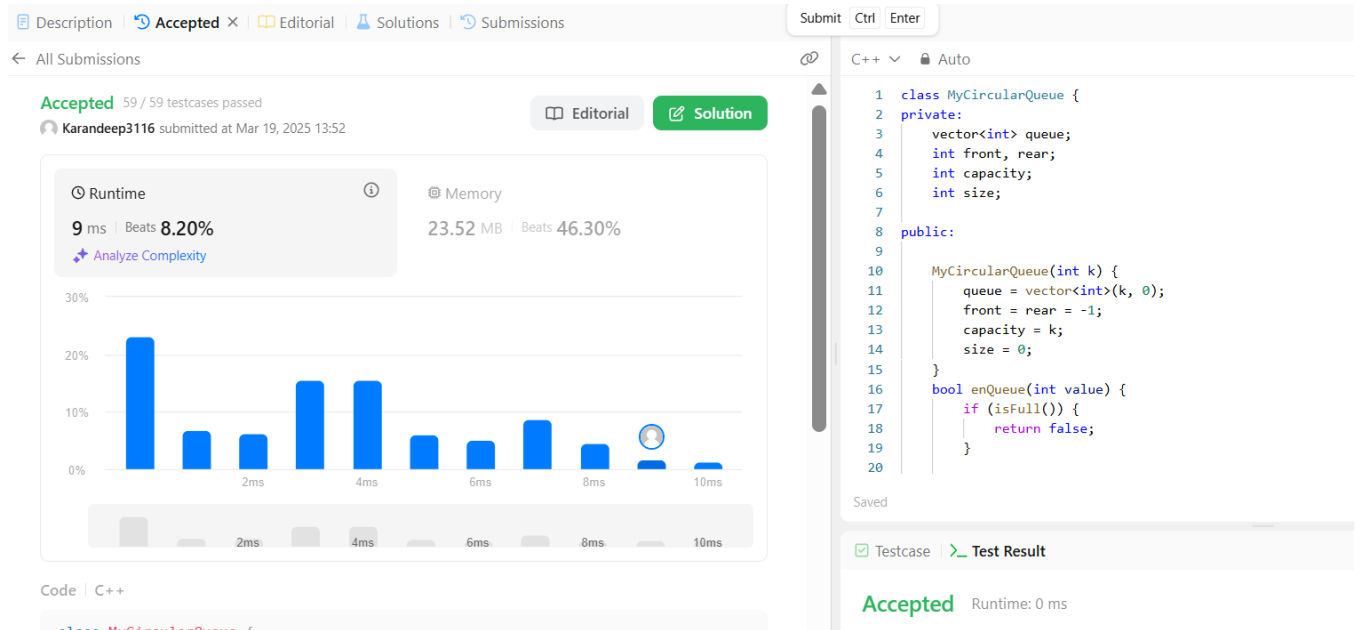 Description
Accepted
Editorial
Solutions
Submissions
Submit Ctrl Enter
All Submissions
Accepted 59 / 59 testcases passed
Karandeep3116 submitted at Mar 19, 2025 13:52
Editorial
Solution
Runtime
9 ms Beats 8.20%
Analyze Complexity
Memory
23.52 MB Beats 46.30%
30%
20%
10%
0%
2ms 4ms 6ms 8ms 10ms
2ms 4ms 6ms 8ms 10ms
Code C++
class MyCircularQueue {
C++ Auto
1 class MyCircularQueue {
2 private:
3 vector<int> queue;
4 int front, rear;
5 int capacity;
6 int size;
7
8 public:
9
10 MyCircularQueue(int k) {
11 queue = vector<int>(k, 0);
12 front = rear = -1;
13 capacity = k;
14 size = 0;
15 }
16 bool enQueue(int value) {
17 if (isFull()) {
18 return false;
19 }
20
Saved
Testcase
Test Result
Accepted Runtime: 0 ms